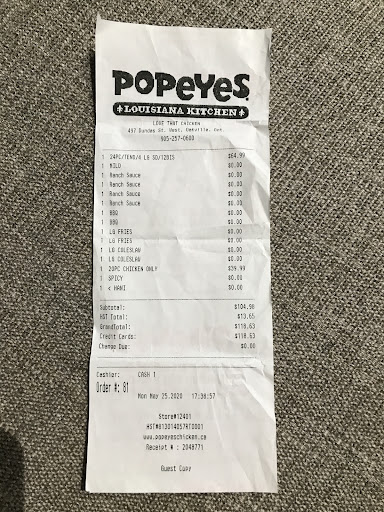 POPEYES
LOUISIANA KITCHEN
LOVE THAT CHICKEN
497 Dundas St. West, Oakville, Ont.
905-257-0600
1 24PC/TEND/4 LG SD/12BIS $64.99
1 MILD $0.00
1 Ranch Sauce $0.00
1 Ranch Sauce $0.00
1 Ranch Sauce $0.00
1 Ranch Sauce $0.00
1 BBQ $0.00
1 BBQ $0.00
1 LG FRIES $0.00
1 LG FRIES $0.00
1 LG COLESLAW $0.00
1 LG COLESLAW $0.00
1 20PC CHICKEN ONLY $39.99
1 SPICY $0.00
1 < NAWI $0.00
Subtotal: $104.98
HST Total: $13.65
GrandTotal: $118.63
Credit Cards: $118.63
Change Due: $0.00
Cashier: CASH 1
Order #: 81
Mon May 25,2020 17:36:57
Store#12401
www.popeyeschicken.ca
Receipt # : 2048771
Guest Copy